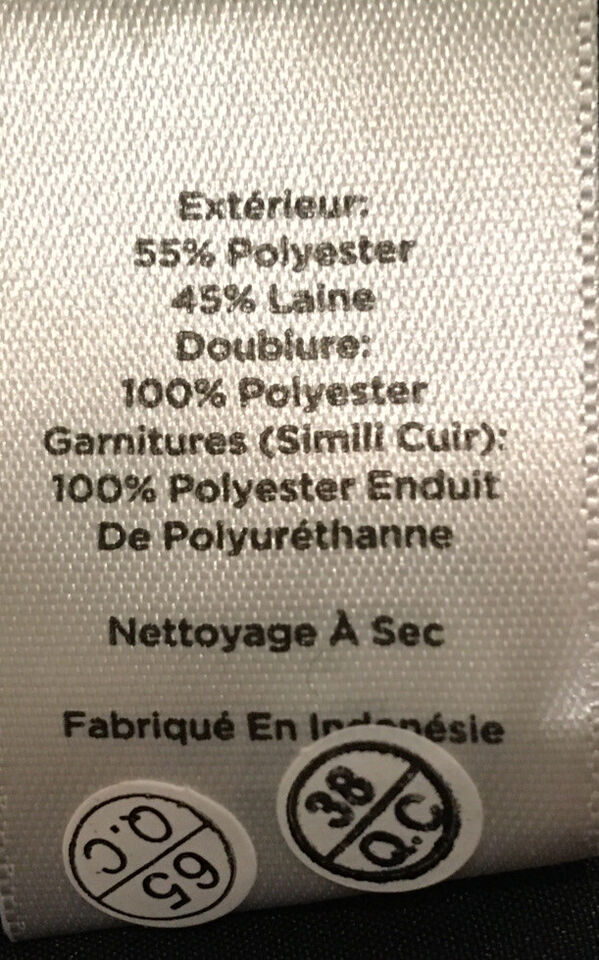 Extérieur:
55% Polyester
45% Laine
Doublure:
100% Polyester
Garnitures (Simili Cuir):
100% Polyester Enduit
De Polyuréthanne
Nettoyage À Sec
Fabriqué En Indonésie
38
Q.C
Q.C
65